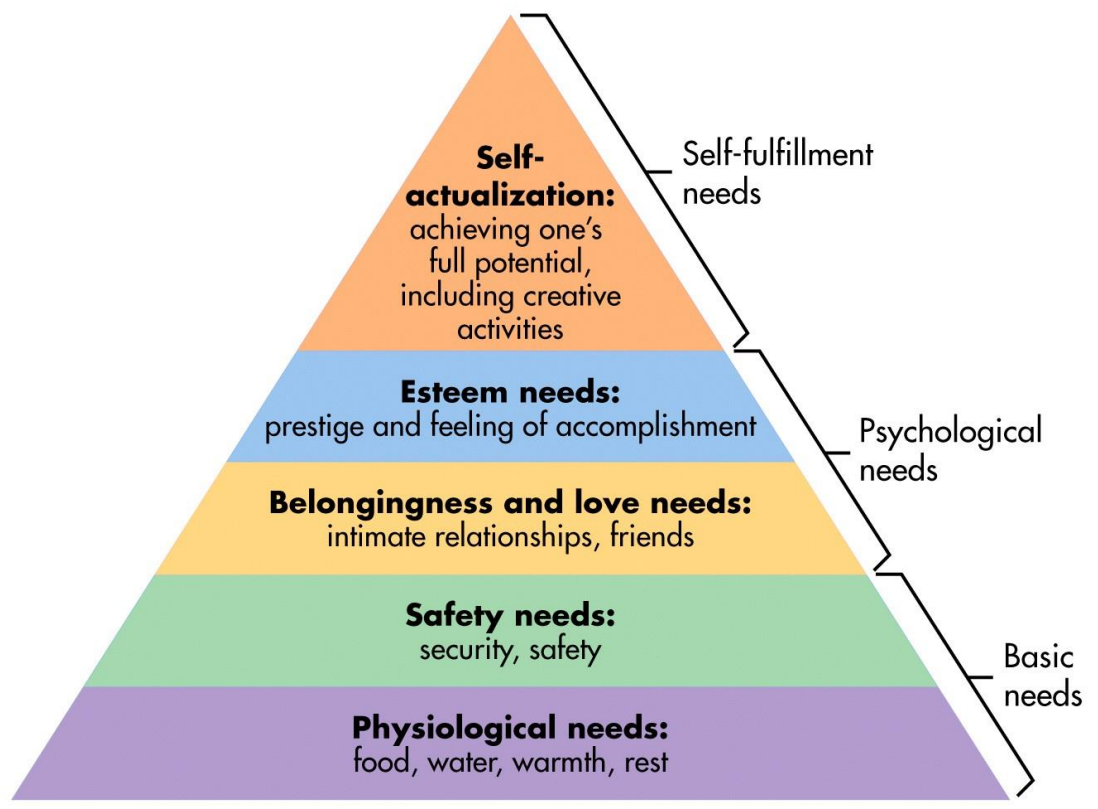 Self-
actualization:
achieving one’s
full potential,
including creative
activities
Self-fulfillment
needs
Esteem needs:
prestige and feeling of accomplishment
Belongingness and love needs:
intimate relationships, friends
Psychological
needs
Safety needs:
security, safety
Physiological needs:
food, water, warmth, rest
Basic
needs